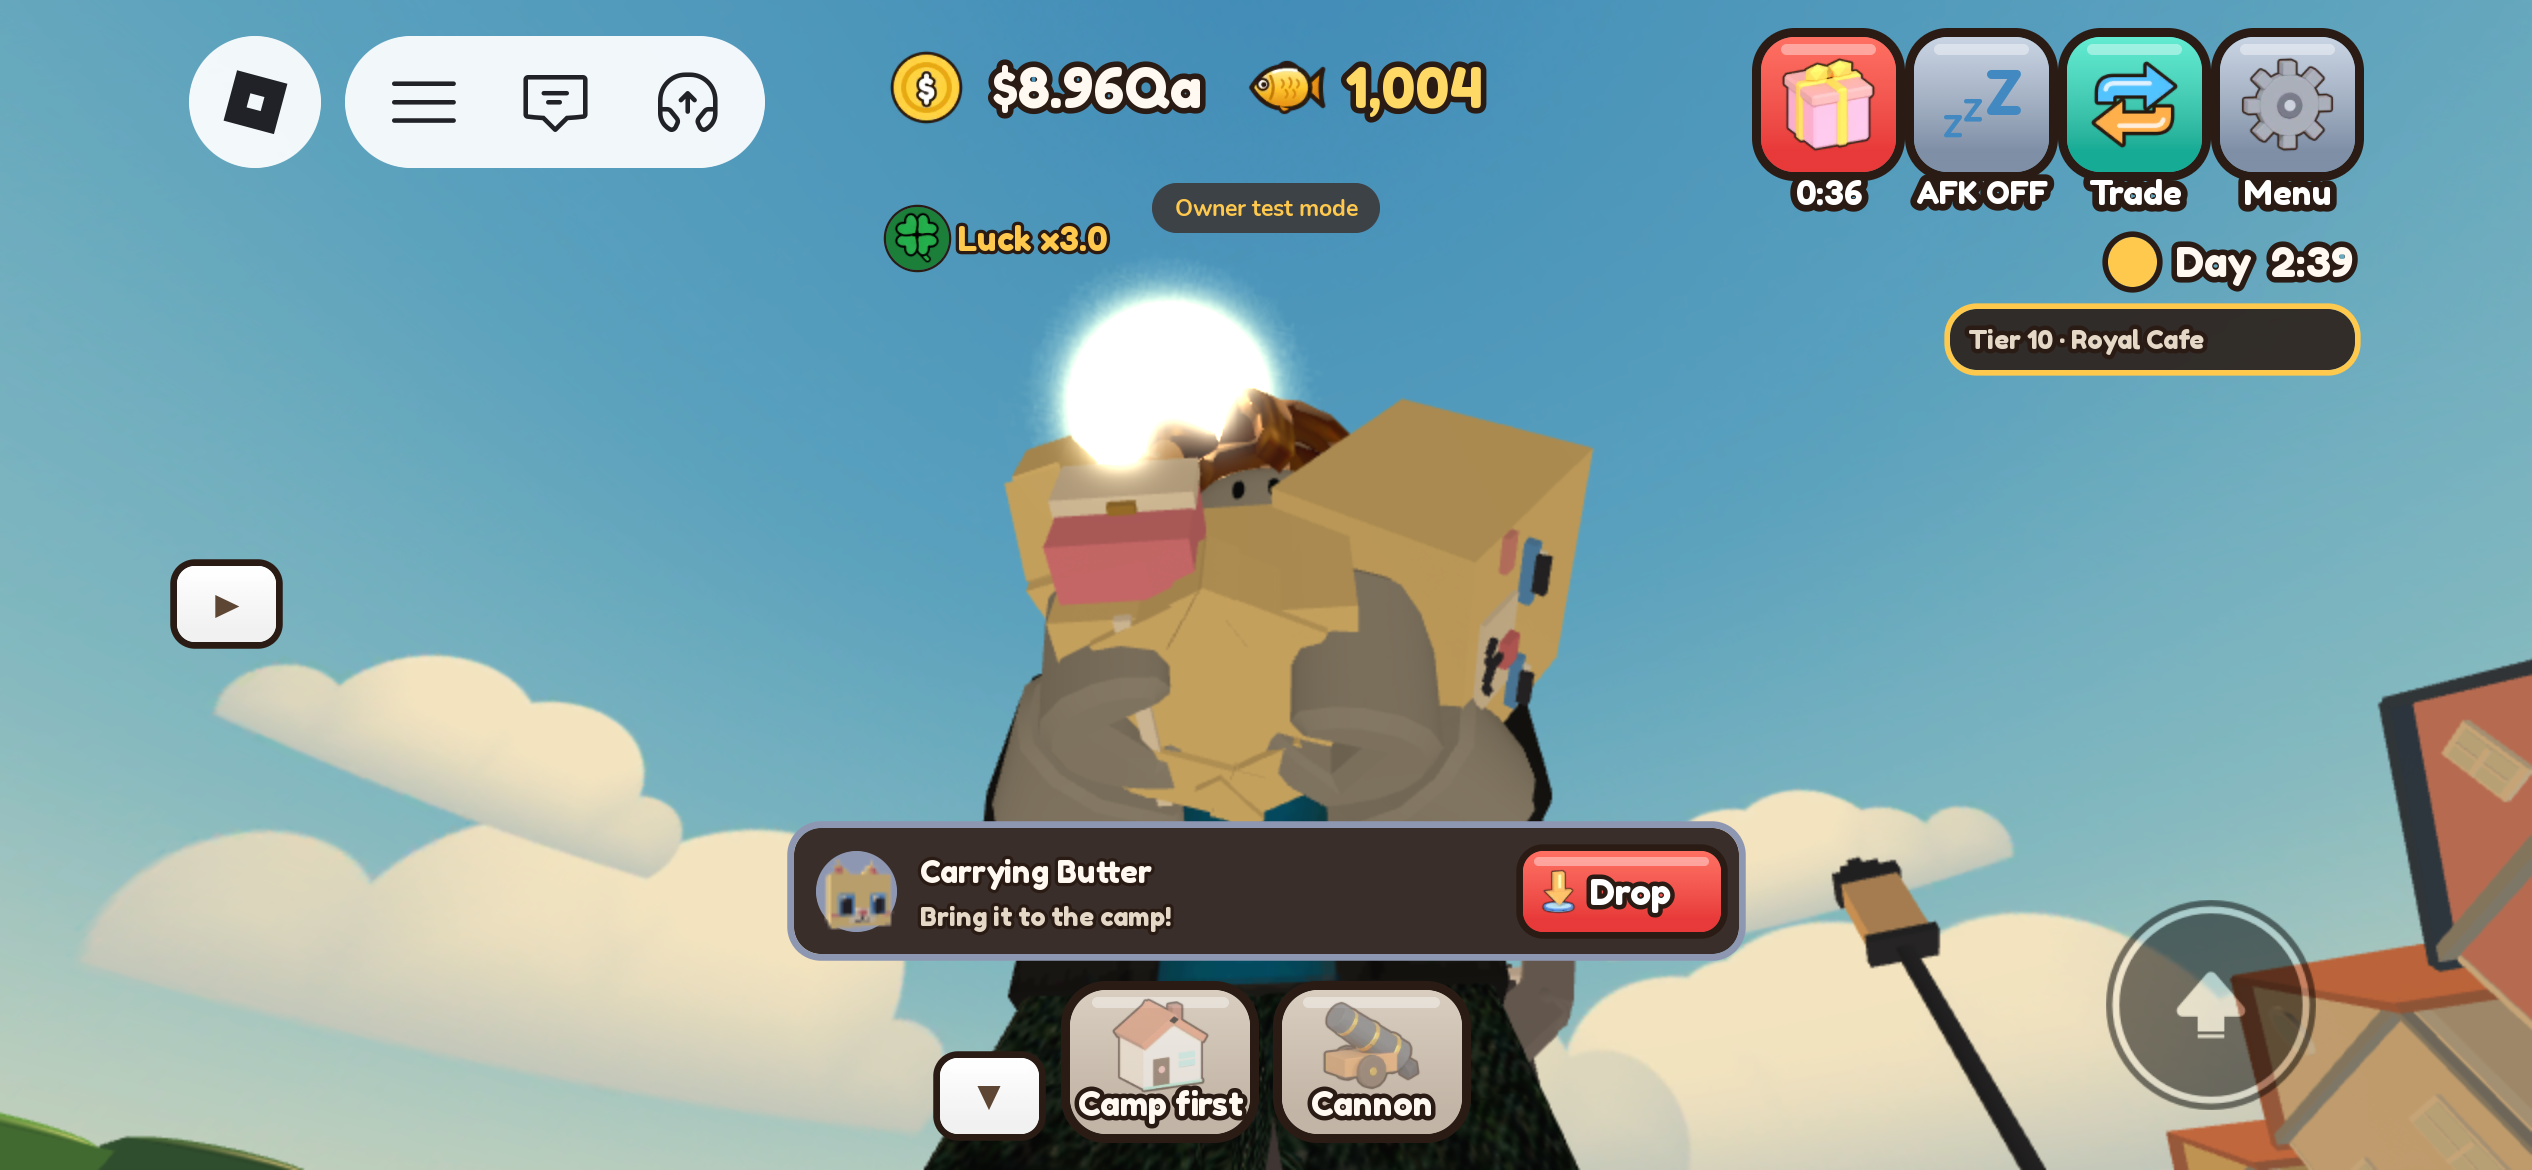 $8.96Qa
1,004
0:36
AFK OFF
Trade
Menu
Owner test mode
Luck x3.0
Day 2:39
Tier 10 · Royal Cafe
Carrying Butter
Bring it to the camp!
Drop
Camp first
Cannon